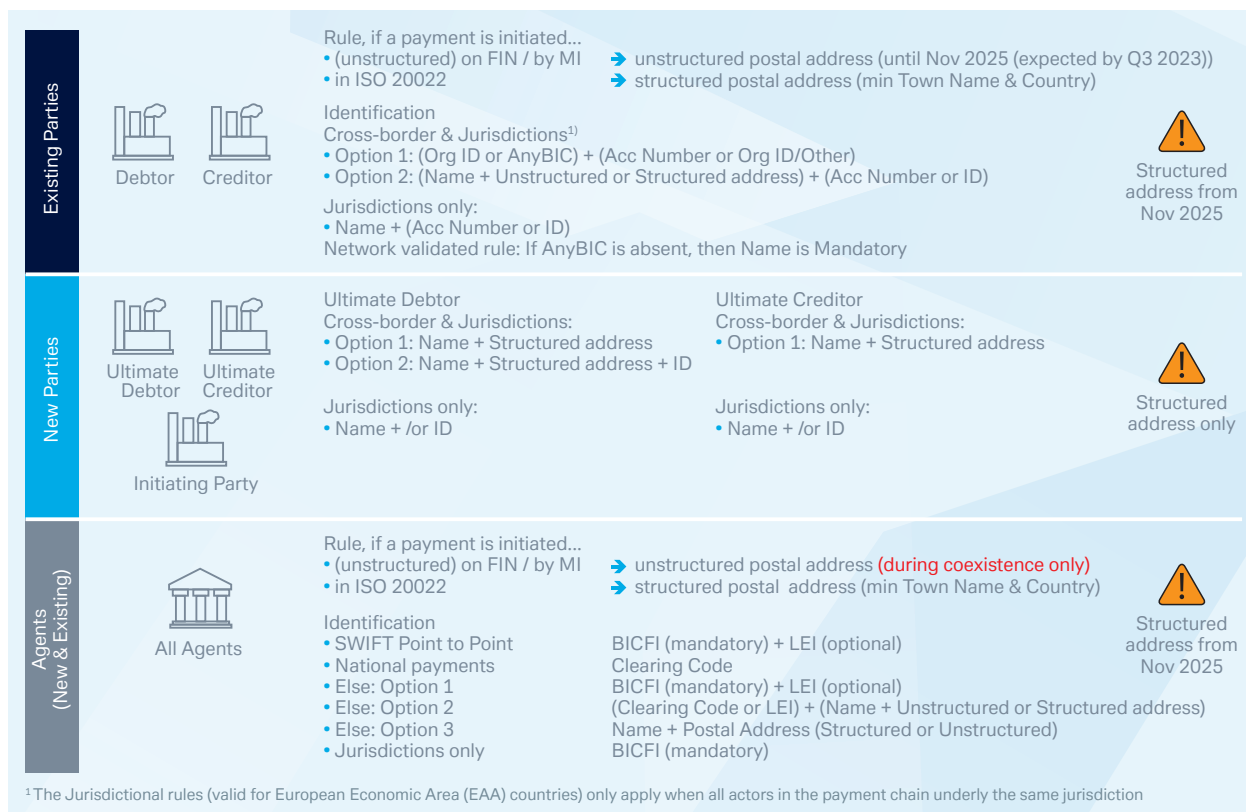 Existing Parties
Debtor
Creditor
Rule, if a payment is initiated...
• (unstructured) on FIN / by MI → unstructured postal address (until Nov 2025 (expected by Q3 2023))
• in ISO 20022 → structured postal address (min Town Name & Country)
Identification
Cross-border & Jurisdictions1)
• Option 1: (Org ID or AnyBIC) + (Acc Number or Org ID/Other)
• Option 2: (Name + Unstructured or Structured address) + (Acc Number or ID)
Jurisdictions only:
• Name + (Acc Number or ID)
Network validated rule: If AnyBIC is absent, then Name is Mandatory
Structured
address from
Nov 2025
New Parties
Ultimate
Debtor
Ultimate
Creditor
Initiating Party
Ultimate Debtor
Cross-border & Jurisdictions:
• Option 1: Name + Structured address
• Option 2: Name + Structured address + ID
Jurisdictions only:
• Name + /or ID
Ultimate Creditor
Cross-border & Jurisdictions:
• Option 1: Name + Structured address
Jurisdictions only:
• Name + /or ID
Structured
address only
Agents
(New & Existing)
All Agents
Rule, if a payment is initiated...
• (unstructured) on FIN / by MI → unstructured postal address (during coexistence only)
• in ISO 20022 → structured postal address (min Town Name & Country)
Identification
• SWIFT Point to Point BICFI (mandatory) + LEI (optional)
• National payments Clearing Code
• Else: Option 1 BICFI (mandatory) + LEI (optional)
• Else: Option 2 (Clearing Code or LEI) + (Name + Unstructured or Structured address)
• Else: Option 3 Name + Postal Address (Structured or Unstructured)
• Jurisdictions only BICFI (mandatory)
Structured
address from
Nov 2025
1 The Jurisdictional rules (valid for European Economic Area (EAA) countries) only apply when all actors in the payment chain underly the same jurisdiction